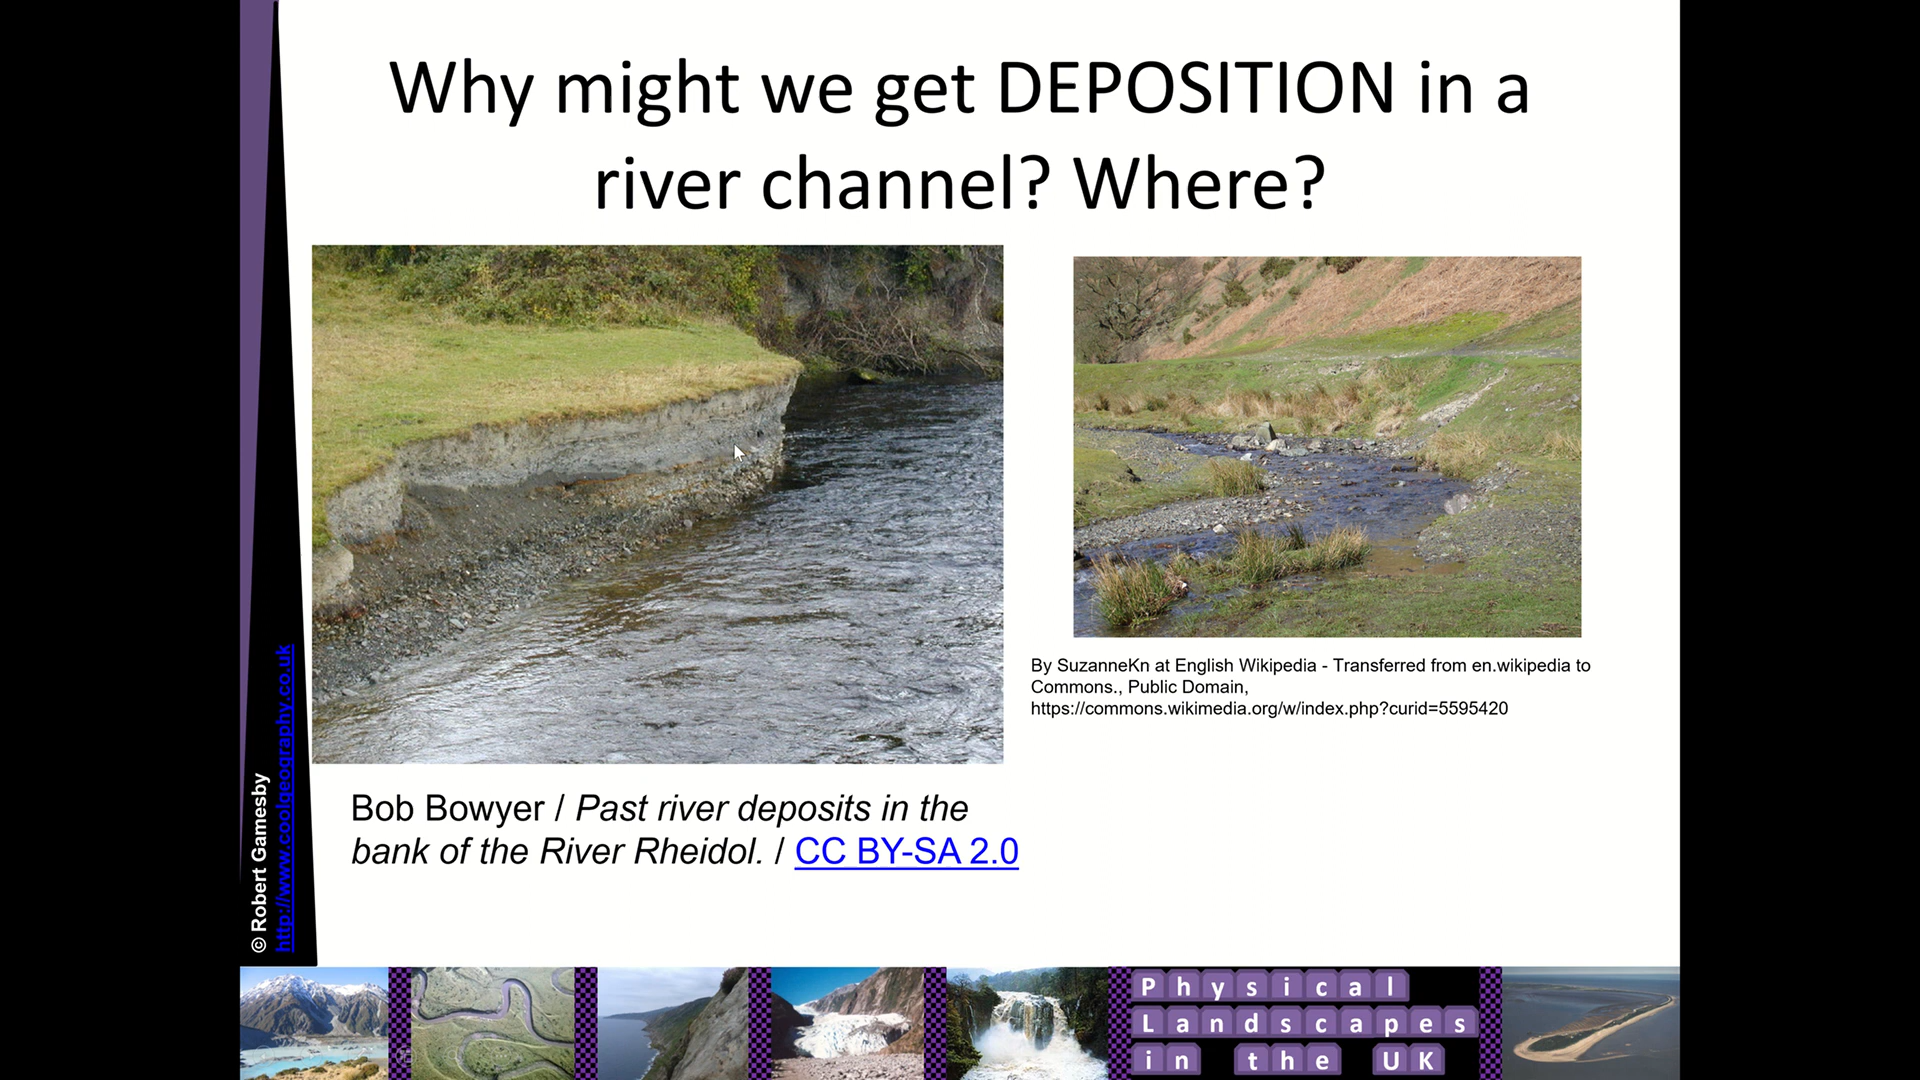 Why might we get DEPOSITION in a
river channel? Where?
By SuzanneKn at English Wikipedia - Transferred from en.wikipedia to
Commons., Public Domain,
https://commons.wikimedia.org/w/index.php?curid=5595420
Bob Bowyer / Past river deposits in the
bank of the River Rheidol. / CC BY-SA 2.0
© Robert Gamesby
http://www.coolgeography.co.uk
Physical
Landscapes
in the UK